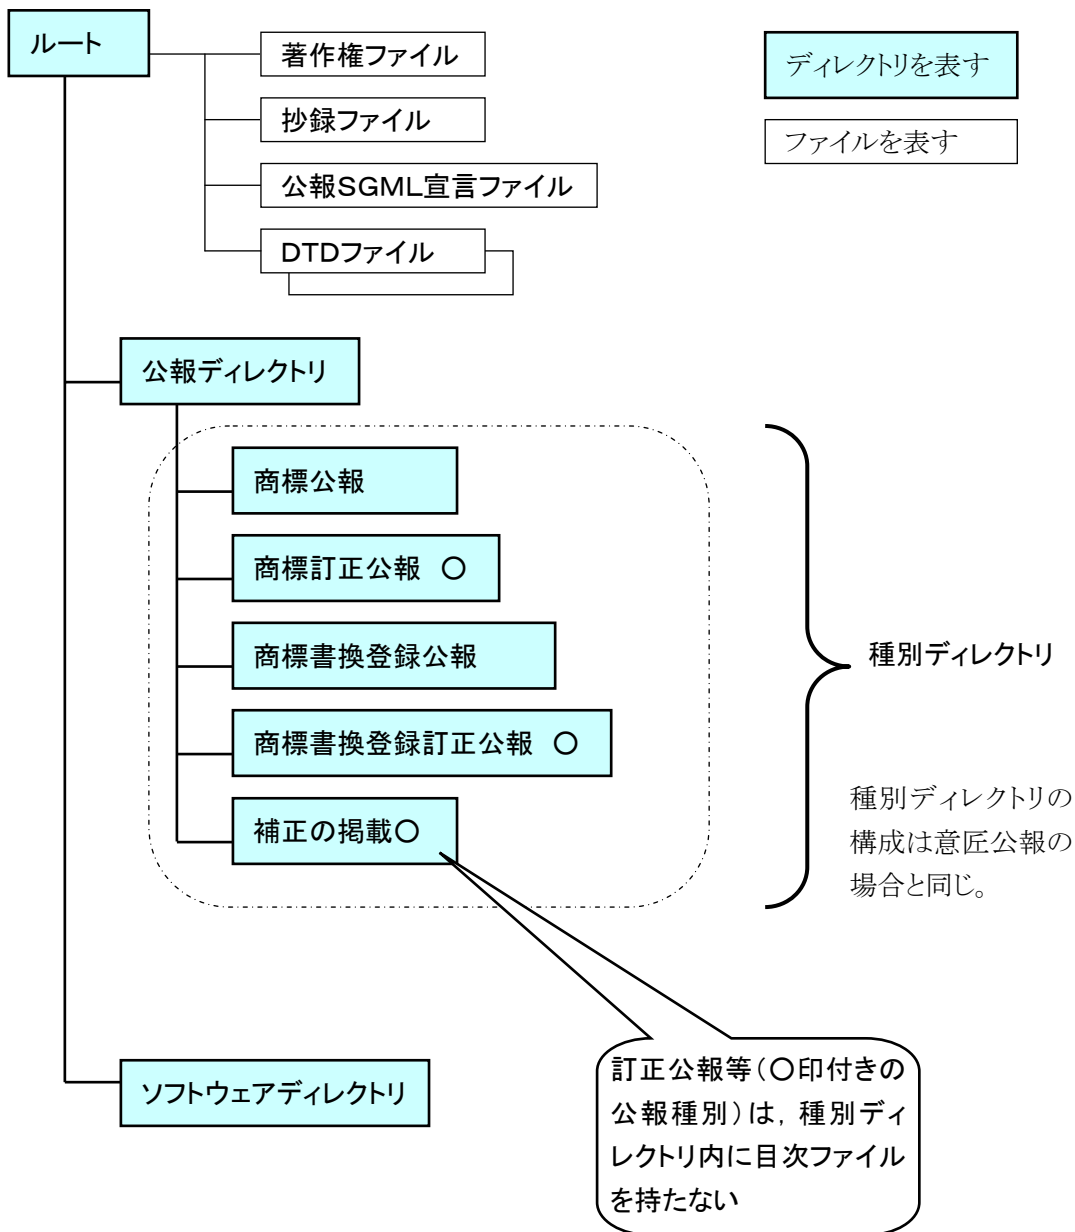 ルート
著作権ファイル
抄録ファイル
公報SGML宣言ファイル
DTDファイル
ディレクトリを表す
ファイルを表す
公報ディレクトリ
商標公報
商標訂正公報 〇
商標書換登録公報
商標書換登録訂正公報 〇
補正の掲載〇
種別ディレクトリ
種別ディレクトリの
構成は意匠公報の
場合と同じ。
ソフトウェアディレクトリ
訂正公報等（〇印付きの
公報種別）は，種別ディ
レクトリ内に目次ファイル
を持たない